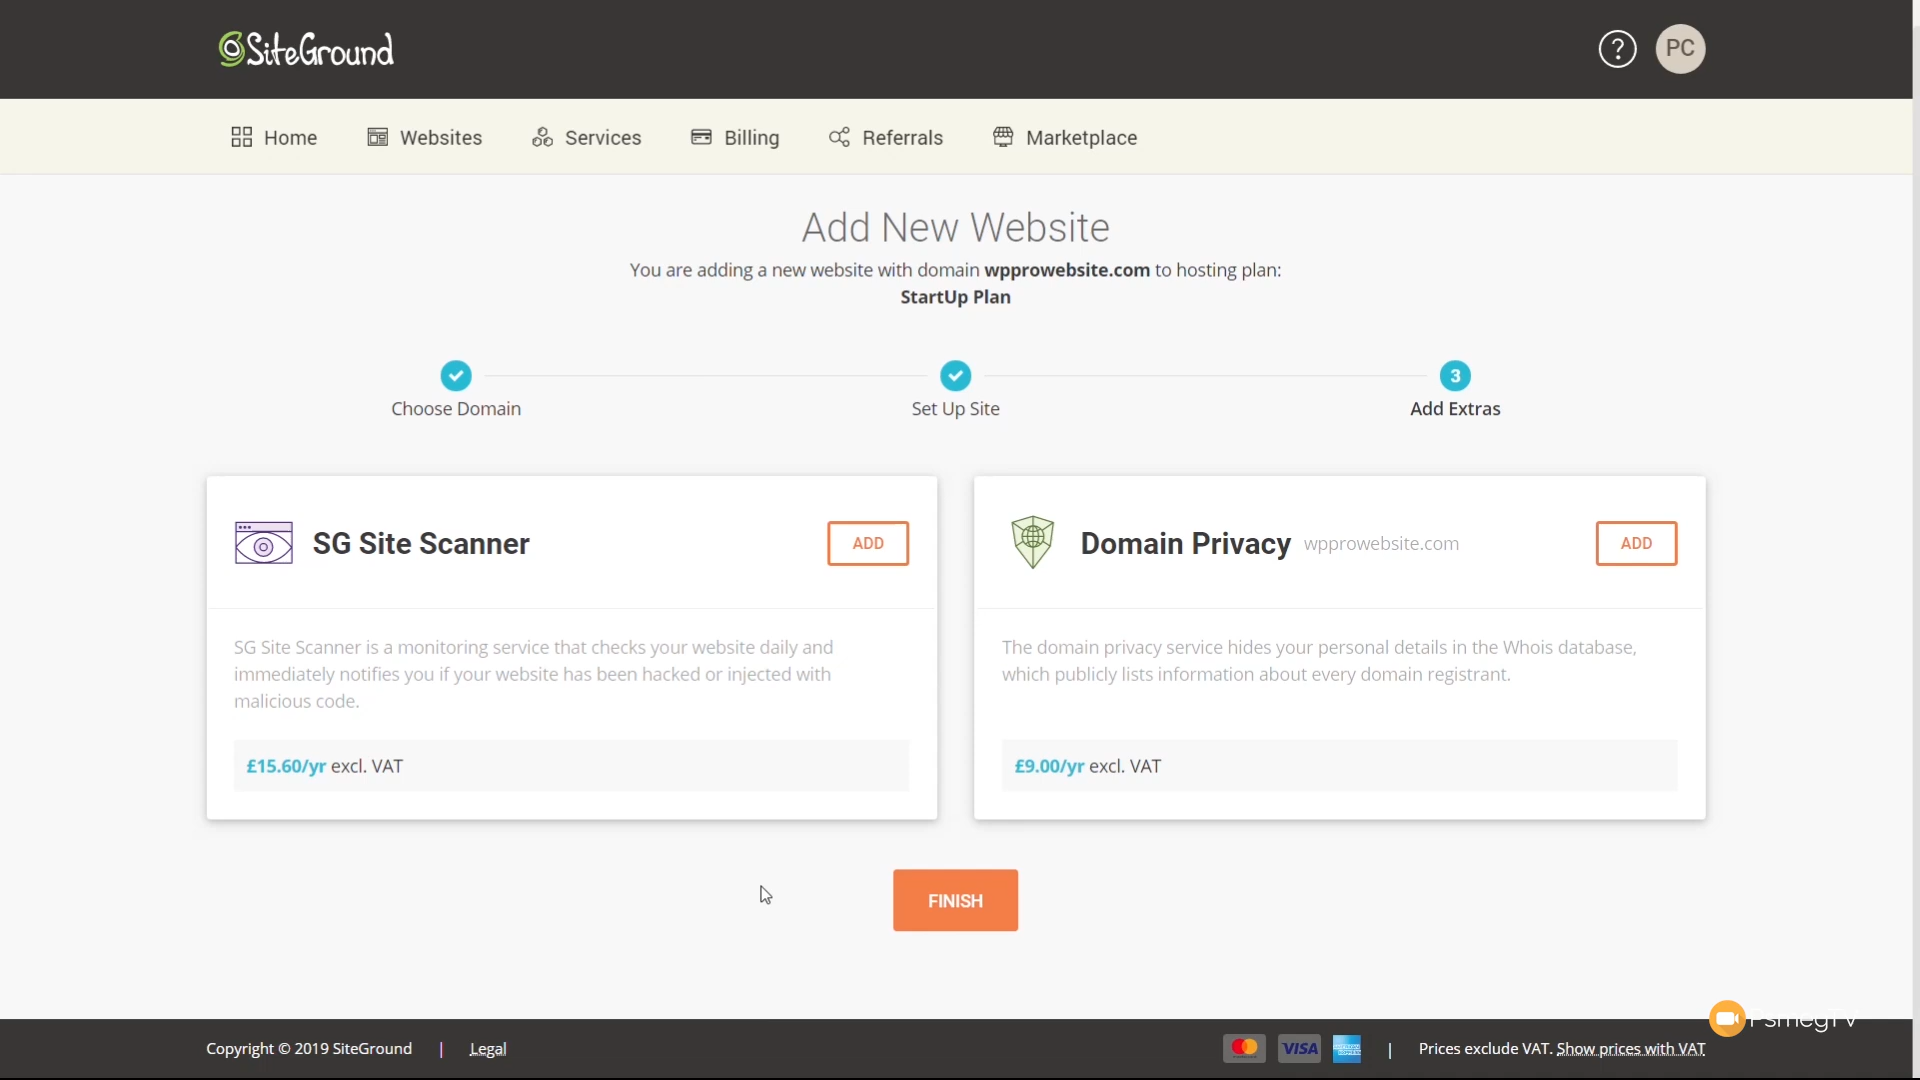 SiteGround
? PC
Home Websites Services Billing Referrals Marketplace
Add New Website
You are adding a new website with domain wpprowebsite.com to hosting plan:
StartUp Plan
3
Choose Domain Set Up Site Add Extras
SG Site Scanner ADD
Domain Privacy wpprowebsite.com ADD
SG Site Scanner is a monitoring service that checks your website daily and
immediately notifies you if your website has been hacked or injected with
malicious code.
The domain privacy service hides your personal details in the Whois database,
which publicly lists information about every domain registrant.
£15.60/yr excl. VAT
£9.00/yr excl. VAT
FINISH
PsmegTV
Copyright © 2019 SiteGround | Legal
VISA | Prices exclude VAT. Show prices with VAT